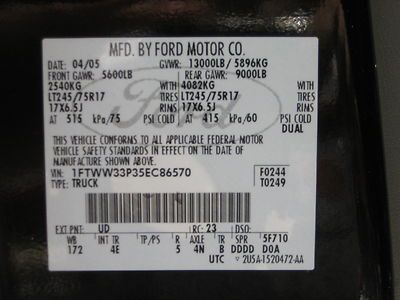 MFD. BY FORD MOTOR CO.
DATE: 04/05 GVWR: 13000LB/ 5896KG
FRONT GAWR: 5600LB REAR GAWR: 9000LB
2540KG WITH 4082KG WITH
LT245/75R17 TIRES LT245/75R17 TIRES
17X6.5J RIMS 17X6.5J RIMS
AT 515 kPa/75 PSI COLD AT 415 kPa/60 PSI COLD
DUAL
THIS VEHICLE CONFORMS TO ALL APPLICABLE FEDERAL MOTOR
VEHICLE SAFETY STANDARDS IN EFFECT ON THE DATE OF
MANUFACTURE SHOWN ABOVE.
VIN: 1FTWW33P35EC86570 F0244
TYPE: TRUCK T0249
Ford
EXT PNT: UD RC: 23 DSO:
WB INT TR TP/PS R AXLE TR SPR 5F710
172 4E 5 4N B DDDD D0A
UTC 2U5A-1520472-AA